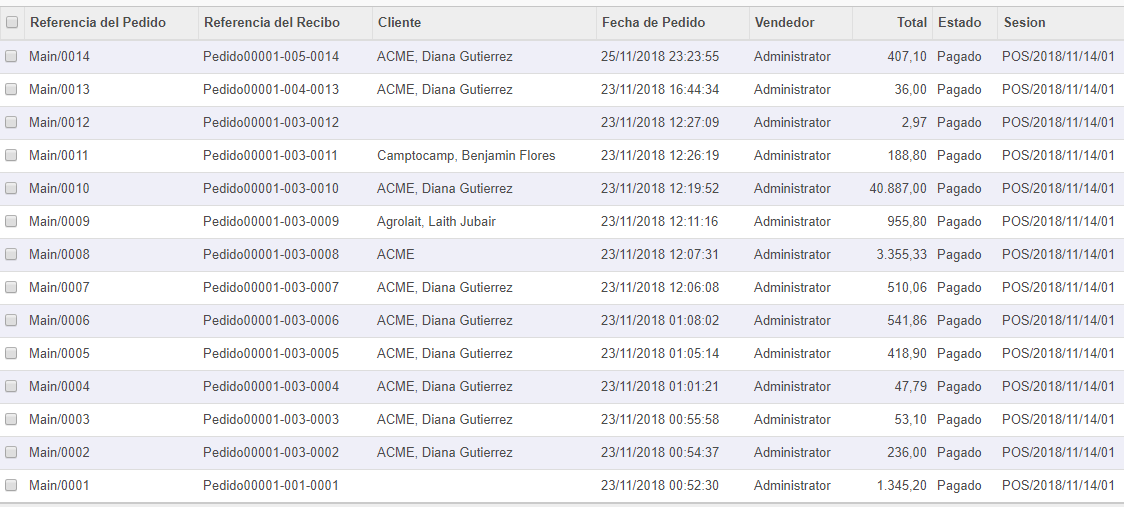 Referencia del Pedido Referencia del Recibo Cliente Fecha de Pedido Vendedor Total Estado Sesion
Main/0014 Pedido00001-005-0014 ACME, Diana Gutierrez 25/11/2018 23:23:55 Administrator 407,10 Pagado POS/2018/11/14/01
Main/0013 Pedido00001-004-0013 ACME, Diana Gutierrez 23/11/2018 16:44:34 Administrator 36,00 Pagado POS/2018/11/14/01
Main/0012 Pedido00001-003-0012 23/11/2018 12:27:09 Administrator 2,97 Pagado POS/2018/11/14/01
Main/0011 Pedido00001-003-0011 Camptocamp, Benjamin Flores 23/11/2018 12:26:19 Administrator 188,80 Pagado POS/2018/11/14/01
Main/0010 Pedido00001-003-0010 ACME, Diana Gutierrez 23/11/2018 12:19:52 Administrator 40.887,00 Pagado POS/2018/11/14/01
Main/0009 Pedido00001-003-0009 Agrolait, Laith Jubair 23/11/2018 12:11:16 Administrator 955,80 Pagado POS/2018/11/14/01
Main/0008 Pedido00001-003-0008 ACME 23/11/2018 12:07:31 Administrator 3.355,33 Pagado POS/2018/11/14/01
Main/0007 Pedido00001-003-0007 ACME, Diana Gutierrez 23/11/2018 12:06:08 Administrator 510,06 Pagado POS/2018/11/14/01
Main/0006 Pedido00001-003-0006 ACME, Diana Gutierrez 23/11/2018 01:08:02 Administrator 541,86 Pagado POS/2018/11/14/01
Main/0005 Pedido00001-003-0005 ACME, Diana Gutierrez 23/11/2018 01:05:14 Administrator 418,90 Pagado POS/2018/11/14/01
Main/0004 Pedido00001-003-0004 ACME, Diana Gutierrez 23/11/2018 01:01:21 Administrator 47,79 Pagado POS/2018/11/14/01
Main/0003 Pedido00001-003-0003 ACME, Diana Gutierrez 23/11/2018 00:55:58 Administrator 53,10 Pagado POS/2018/11/14/01
Main/0002 Pedido00001-003-0002 ACME, Diana Gutierrez 23/11/2018 00:54:37 Administrator 236,00 Pagado POS/2018/11/14/01
Main/0001 Pedido00001-001-0001 23/11/2018 00:52:30 Administrator 1.345,20 Pagado POS/2018/11/14/01